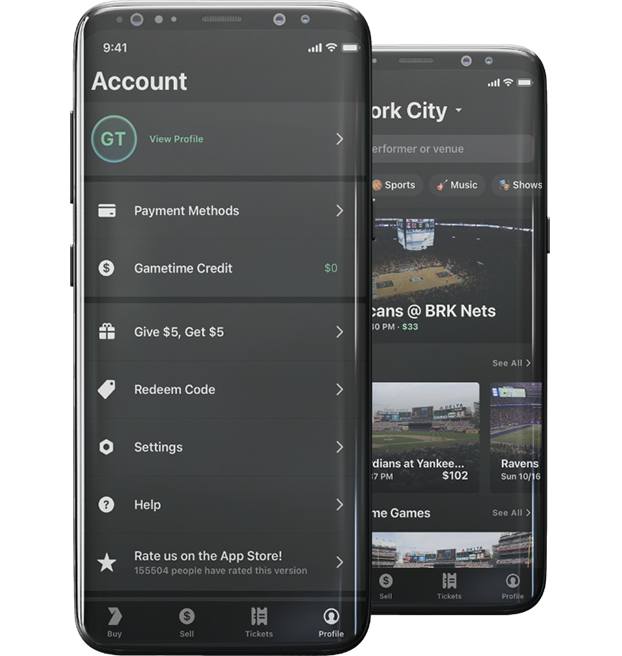 9:41
Account
GT
View Profile
Payment Methods
Gametime Credit
$0
Give $5, Get $5
Redeem Code
Settings
Help
Rate us on the App Store!
155504 people have rated this version
Buy
Sell
Tickets
Profile
ork City
erformer or venue
Sports
Music
Shows
cans @ BRK Nets
30 PM · $33
See All
dians at Yankee...
37 PM
$102
Ravens
Sun 10/16
me Games
See All
Sell
Tickets
Profile